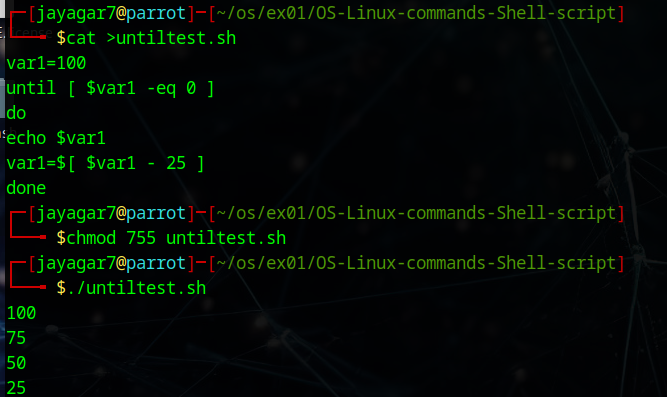 ┌─[jayagar7@parrot]─[~/os/ex01/OS-Linux-commands-Shell-script]
└──╼ $cat >untiltest.sh
var1=100
until [ $var1 -eq 0 ]
do
echo $var1
var1=$[ $var1 - 25 ]
done
┌─[jayagar7@parrot]─[~/os/ex01/OS-Linux-commands-Shell-script]
└──╼ $chmod 755 untiltest.sh
┌─[jayagar7@parrot]─[~/os/ex01/OS-Linux-commands-Shell-script]
└──╼ $./untiltest.sh
100
75
50
25